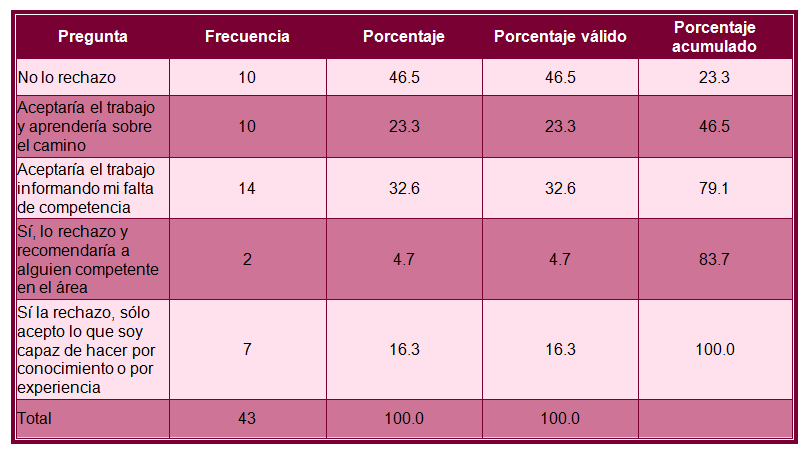 Pregunta Frecuencia Porcentaje Porcentaje válido Porcentaje
acumulado
No lo rechazo 10 46.5 46.5 23.3
Aceptaría el trabajo
y aprendería sobre
el camino
10 23.3 23.3 46.5
Aceptaría el trabajo
informando mi falta
de competencia
14 32.6 32.6 79.1
Sí, lo rechazo y
recomendaría a
alguien competente
en el área
2 4.7 4.7 83.7
Sí la rechazo, sólo
acepto lo que soy
capaz de hacer por
conocimiento o por
experiencia
7 16.3 16.3 100.0
Total 43 100.0 100.0